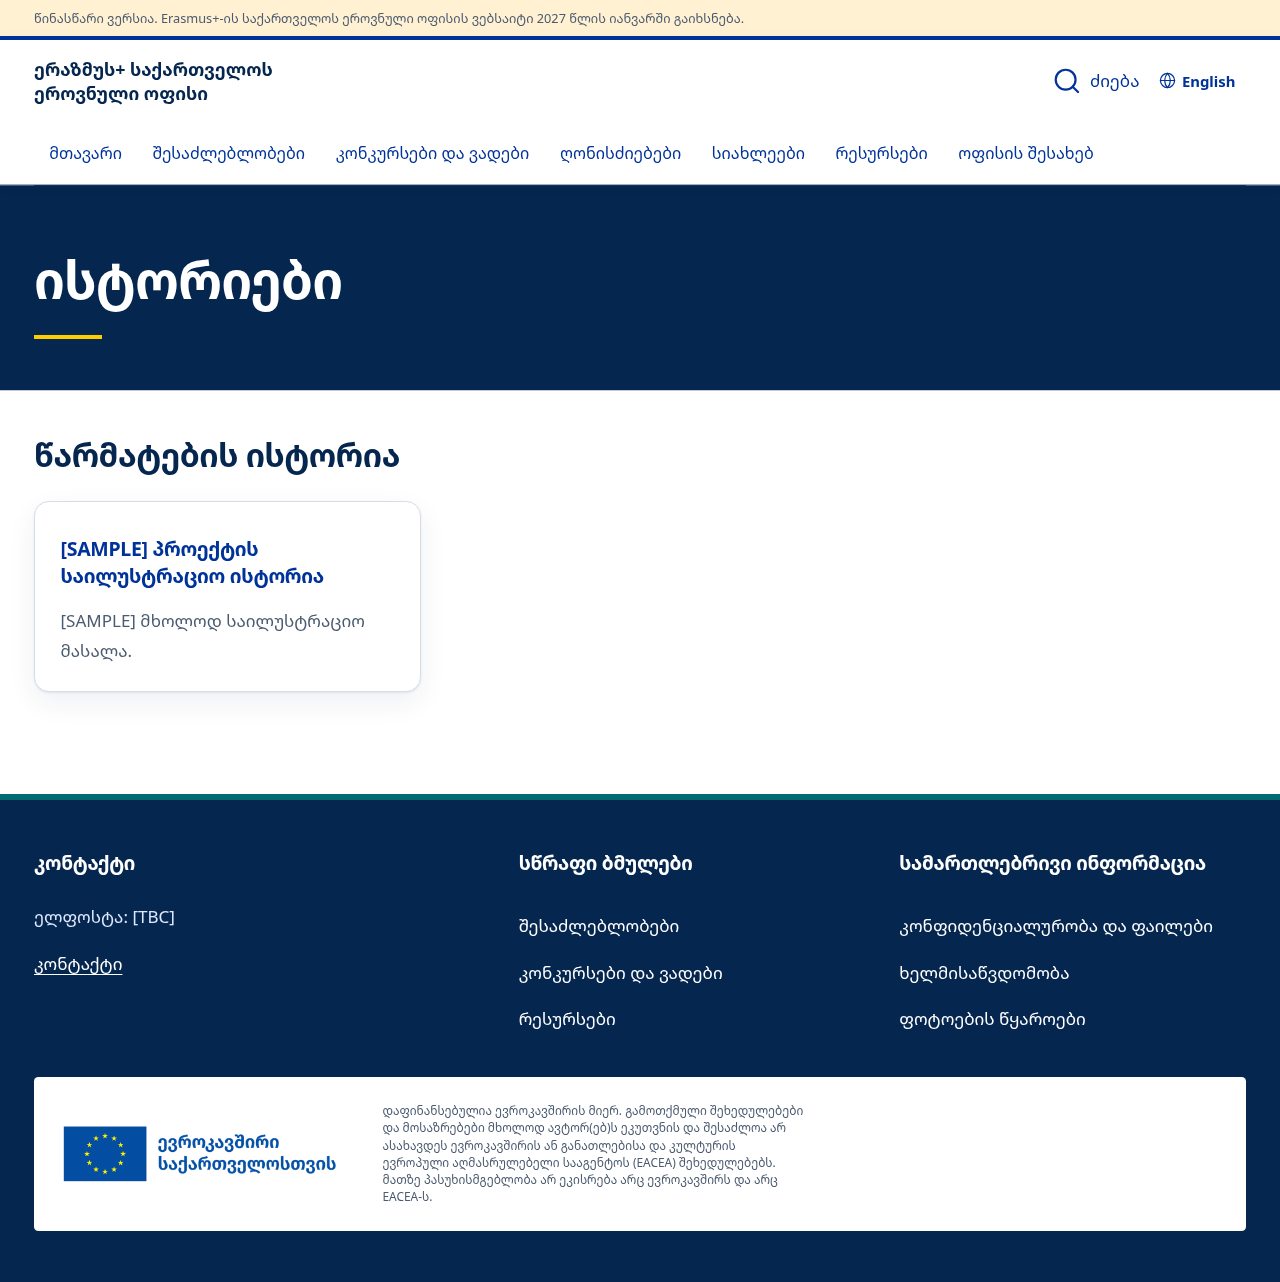 წინასწარი ვერსია. Erasmus+-ის საქართველოს ეროვნული ოფისის ვებსაიტი 2027 წლის იანვარში გაიხსნება.
ერაზმუს+ საქართველოს
ეროვნული ოფისი
ძიება
English
მთავარი
შესაძლებლობები
კონკურსები და ვადები
ღონისძიებები
სიახლეები
რესურსები
ოფისის შესახებ
ისტორიები
წარმატების ისტორია
[SAMPLE] პროექტის
საილუსტრაციო ისტორია
[SAMPLE] მხოლოდ საილუსტრაციო
მასალა.
კონტაქტი
ელფოსტა: [TBC]
კონტაქტი
სწრაფი ბმულები
შესაძლებლობები
კონკურსები და ვადები
რესურსები
სამართლებრივი ინფორმაცია
კონფიდენციალურობა და ფაილები
ხელმისაწვდომობა
ფოტოების წყაროები
ევროკავშირი
საქართველოსთვის
დაფინანსებულია ევროკავშირის მიერ. გამოთქმული შეხედულებები
და მოსაზრებები მხოლოდ ავტორ(ებ)ს ეკუთვნის და შესაძლოა არ
ასახავდეს ევროკავშირის ან განათლებისა და კულტურის
ევროპული აღმასრულებელი სააგენტოს (EACEA) შეხედულებებს.
მათზე პასუხისმგებლობა არ ეკისრება არც ევროკავშირს და არც
EACEA-ს.